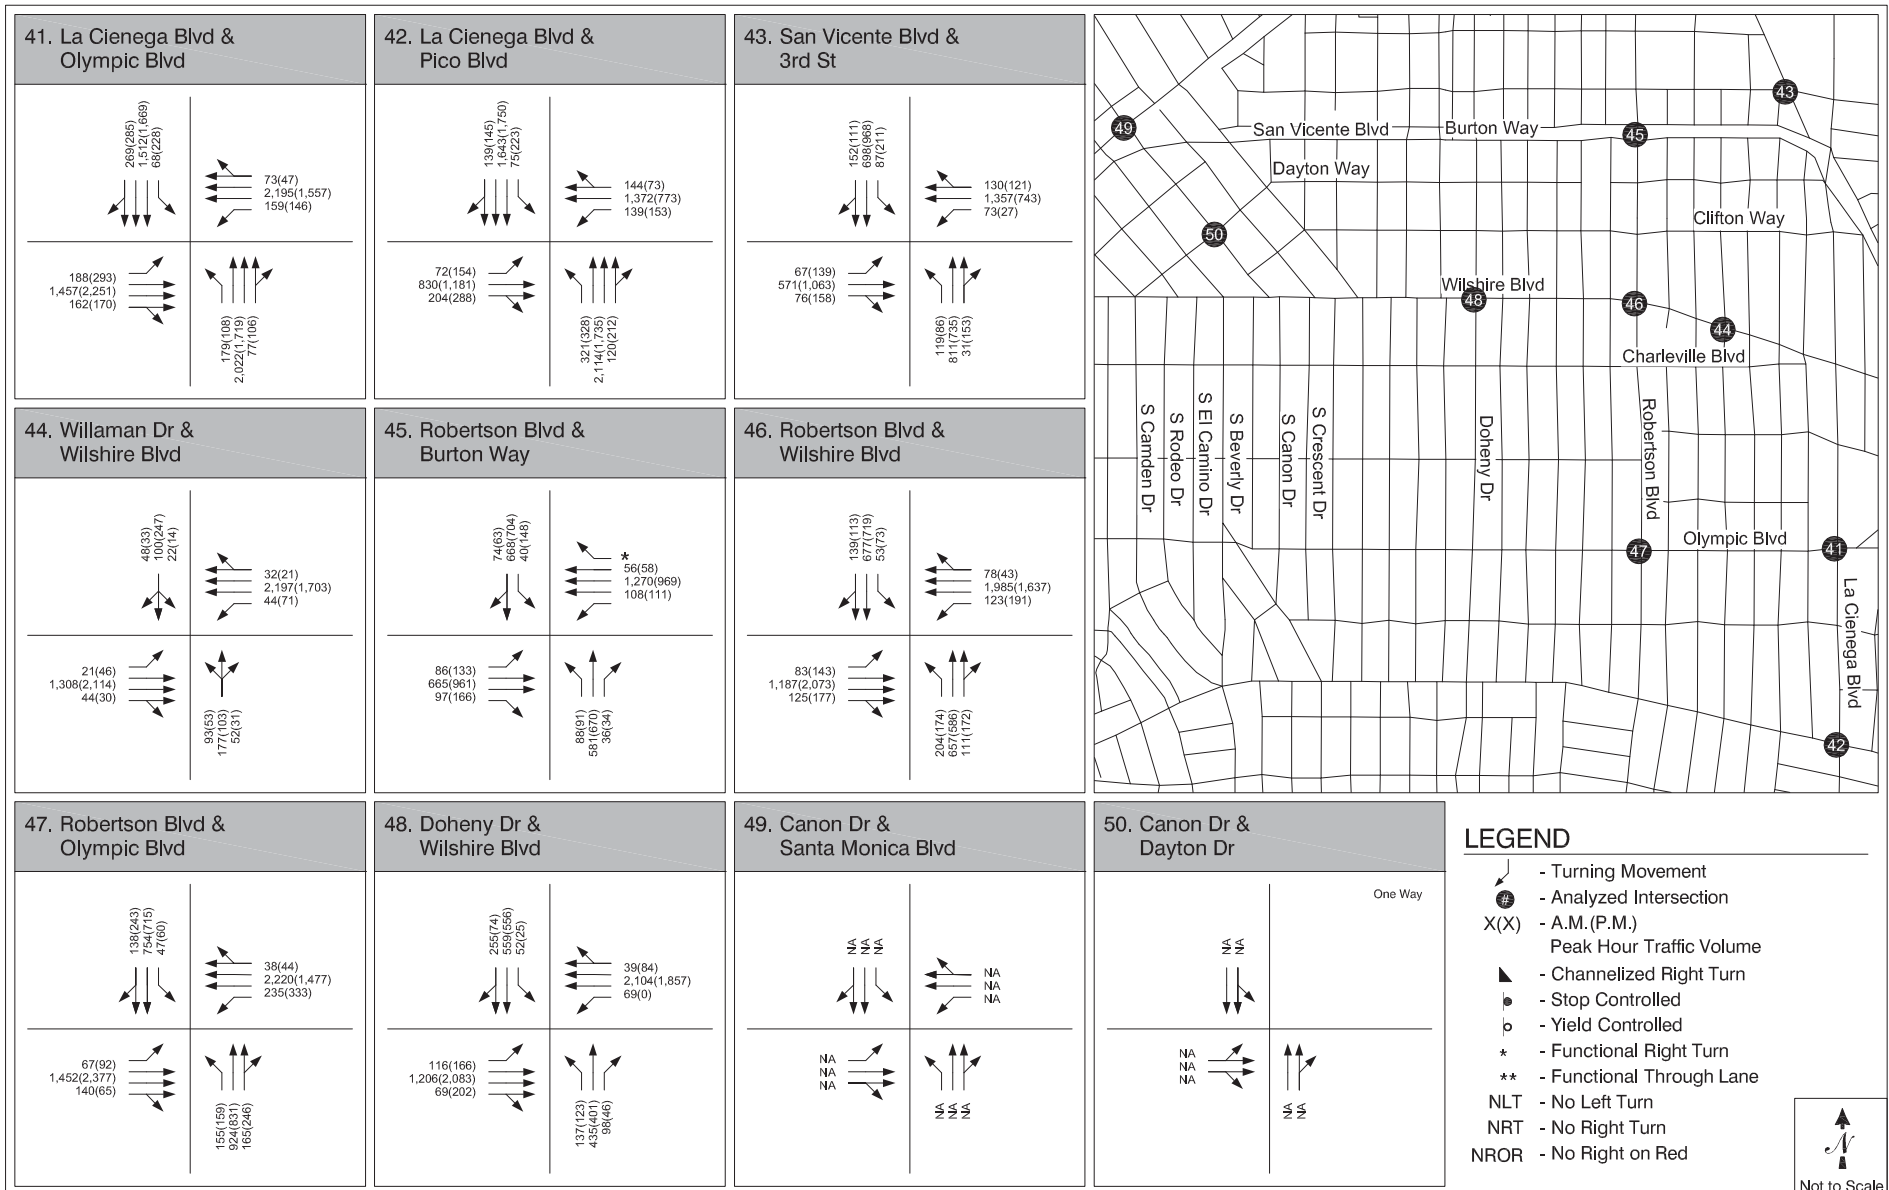 41. La Cienega Blvd &
Olympic Blvd
269(285)
1,512(1,669)
68(228)
73(47)
2,195(1,557)
159(146)
188(293)
1,457(2,251)
162(170)
179(108)
2,022(1,719)
77(106)
42. La Cienega Blvd &
Pico Blvd
139(145)
1,643(1,750)
75(223)
144(73)
1,372(773)
139(153)
72(154)
830(1,181)
204(288)
321(328)
2,114(1,735)
120(212)
43. San Vicente Blvd &
3rd St
152(111)
698(968)
87(211)
130(121)
1,357(743)
73(27)
67(139)
571(1,063)
76(158)
119(86)
811(735)
31(153)
44. Willaman Dr &
Wilshire Blvd
48(33)
100(247)
22(14)
32(21)
2,197(1,703)
44(71)
21(46)
1,308(2,114)
44(30)
93(53)
177(103)
52(31)
45. Robertson Blvd &
Burton Way
74(63)
668(704)
40(148)
*
56(58)
1,270(969)
108(111)
86(133)
665(961)
97(166)
88(91)
581(670)
36(34)
46. Robertson Blvd &
Wilshire Blvd
139(113)
677(719)
53(73)
78(43)
1,985(1,637)
123(191)
83(143)
1,187(2,073)
125(177)
204(174)
657(586)
111(172)
47. Robertson Blvd &
Olympic Blvd
138(243)
754(715)
47(60)
38(44)
2,220(1,477)
235(333)
67(92)
1,452(2,377)
140(65)
155(159)
924(831)
165(246)
48. Doheny Dr &
Wilshire Blvd
255(74)
559(556)
52(25)
39(84)
2,104(1,857)
69(0)
116(166)
1,206(2,083)
69(202)
137(123)
435(401)
98(46)
49. Canon Dr &
Santa Monica Blvd
NA
NA
NA
NA
NA
NA
NA
NA
NA
NA
NA
NA
50. Canon Dr &
Dayton Dr
One Way
NA
NA
NA
NA
NA
NA
NA
43
49
San Vicente Blvd
Burton Way
45
Dayton Way
Clifton Way
50
Wilshire Blvd
48
46
44
Charleville Blvd
S Camden Dr
S Rodeo Dr
S El Camino Dr
S Beverly Dr
S Canon Dr
S Crescent Dr
Doheny Dr
Robertson Blvd
Olympic Blvd
47
41
La Cienega Blvd
42
LEGEND
- Turning Movement
# - Analyzed Intersection
X(X) - A.M.(P.M.)
Peak Hour Traffic Volume
- Channelized Right Turn
- Stop Controlled
- Yield Controlled
* - Functional Right Turn
** - Functional Through Lane
NLT - No Left Turn
NRT - No Right Turn
NROR - No Right on Red
N
Not to Scale